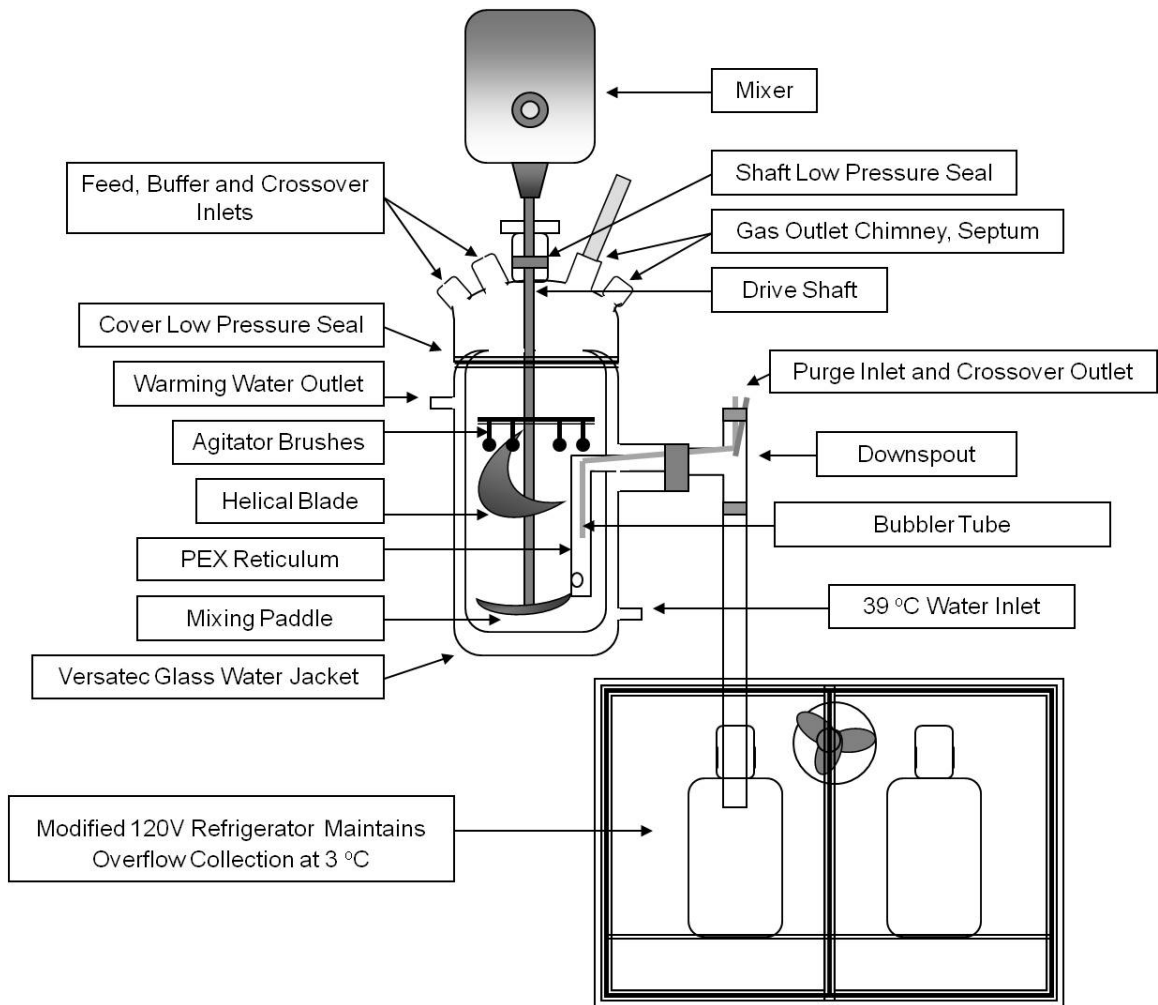 Mixer
Feed, Buffer and Crossover
Inlets
Shaft Low Pressure Seal
Gas Outlet Chimney, Septum
Drive Shaft
Cover Low Pressure Seal
Warming Water Outlet
Purge Inlet and Crossover Outlet
Agitator Brushes
Downspout
Helical Blade
Bubbler Tube
PEX Reticulum
Mixing Paddle
39 ºC Water Inlet
Versatec Glass Water Jacket
Modified 120V Refrigerator Maintains
Overflow Collection at 3 ºC